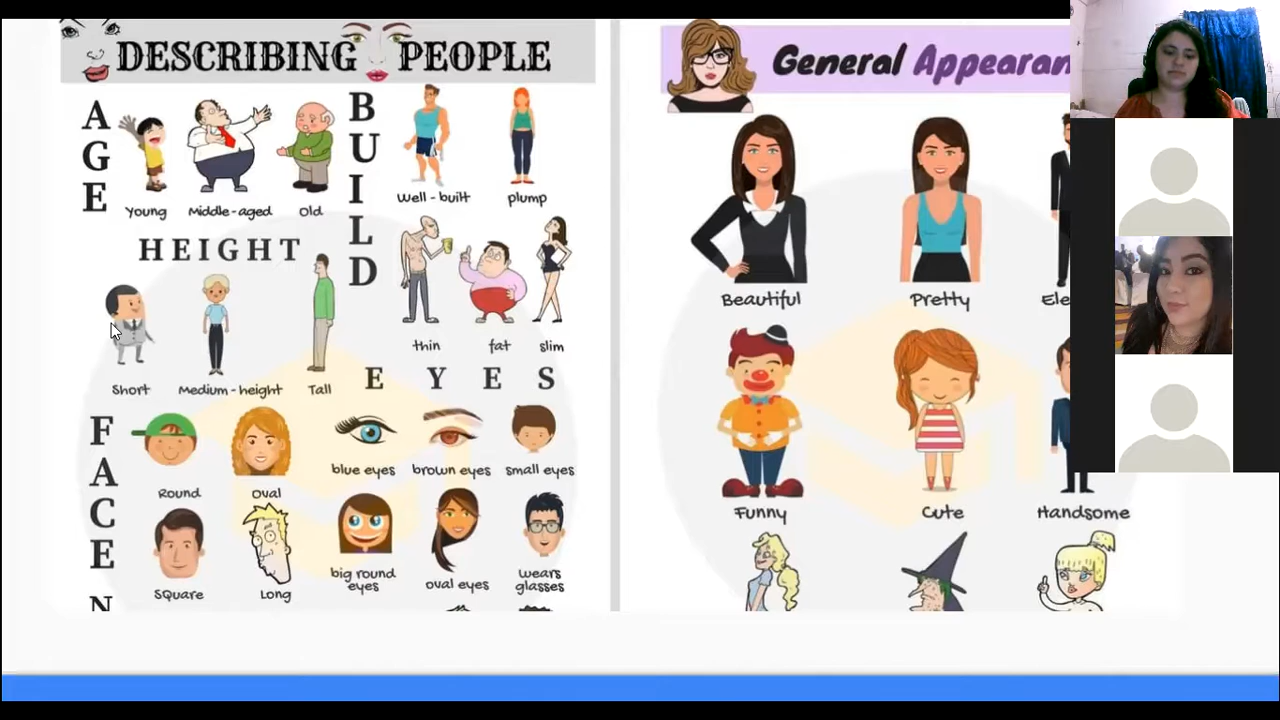 DESCRIBING PEOPLE
AGE
Young Middle-aged Old
BUILD
Well-built plump
thin fat slim
HEIGHT
Short Medium-height Tall
EYES
blue eyes brown eyes small eyes
big round eyes oval eyes wears glasses
FACE
Round Oval
Square Long
N
General Appearan
Beautiful Pretty Ele
Funny Cute Handsome